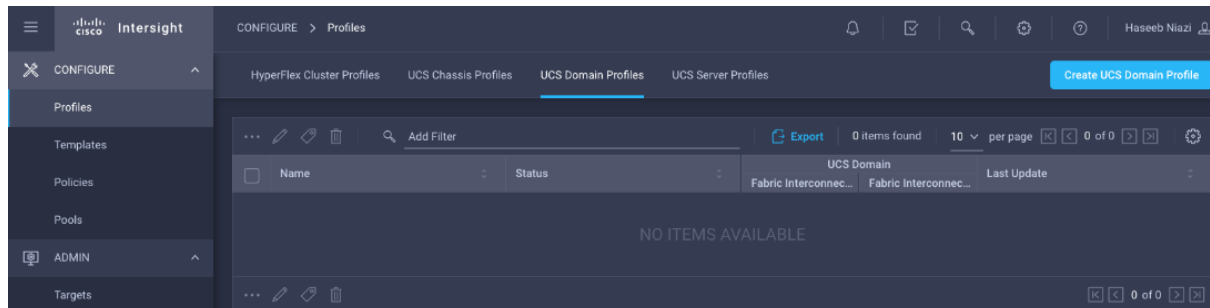 cisco Intersight
CONFIGURE > Profiles
Haseeb Niazi
CONFIGURE
Profiles
Templates
Policies
Pools
ADMIN
Targets
HyperFlex Cluster Profiles UCS Chassis Profiles UCS Domain Profiles UCS Server Profiles
Create UCS Domain Profile
... Add Filter
Export 0 items found 10 per page 0 of 0
Name Status UCS Domain Last Update
Fabric Interconnec... Fabric Interconnec...
NO ITEMS AVAILABLE
... 0 of 0